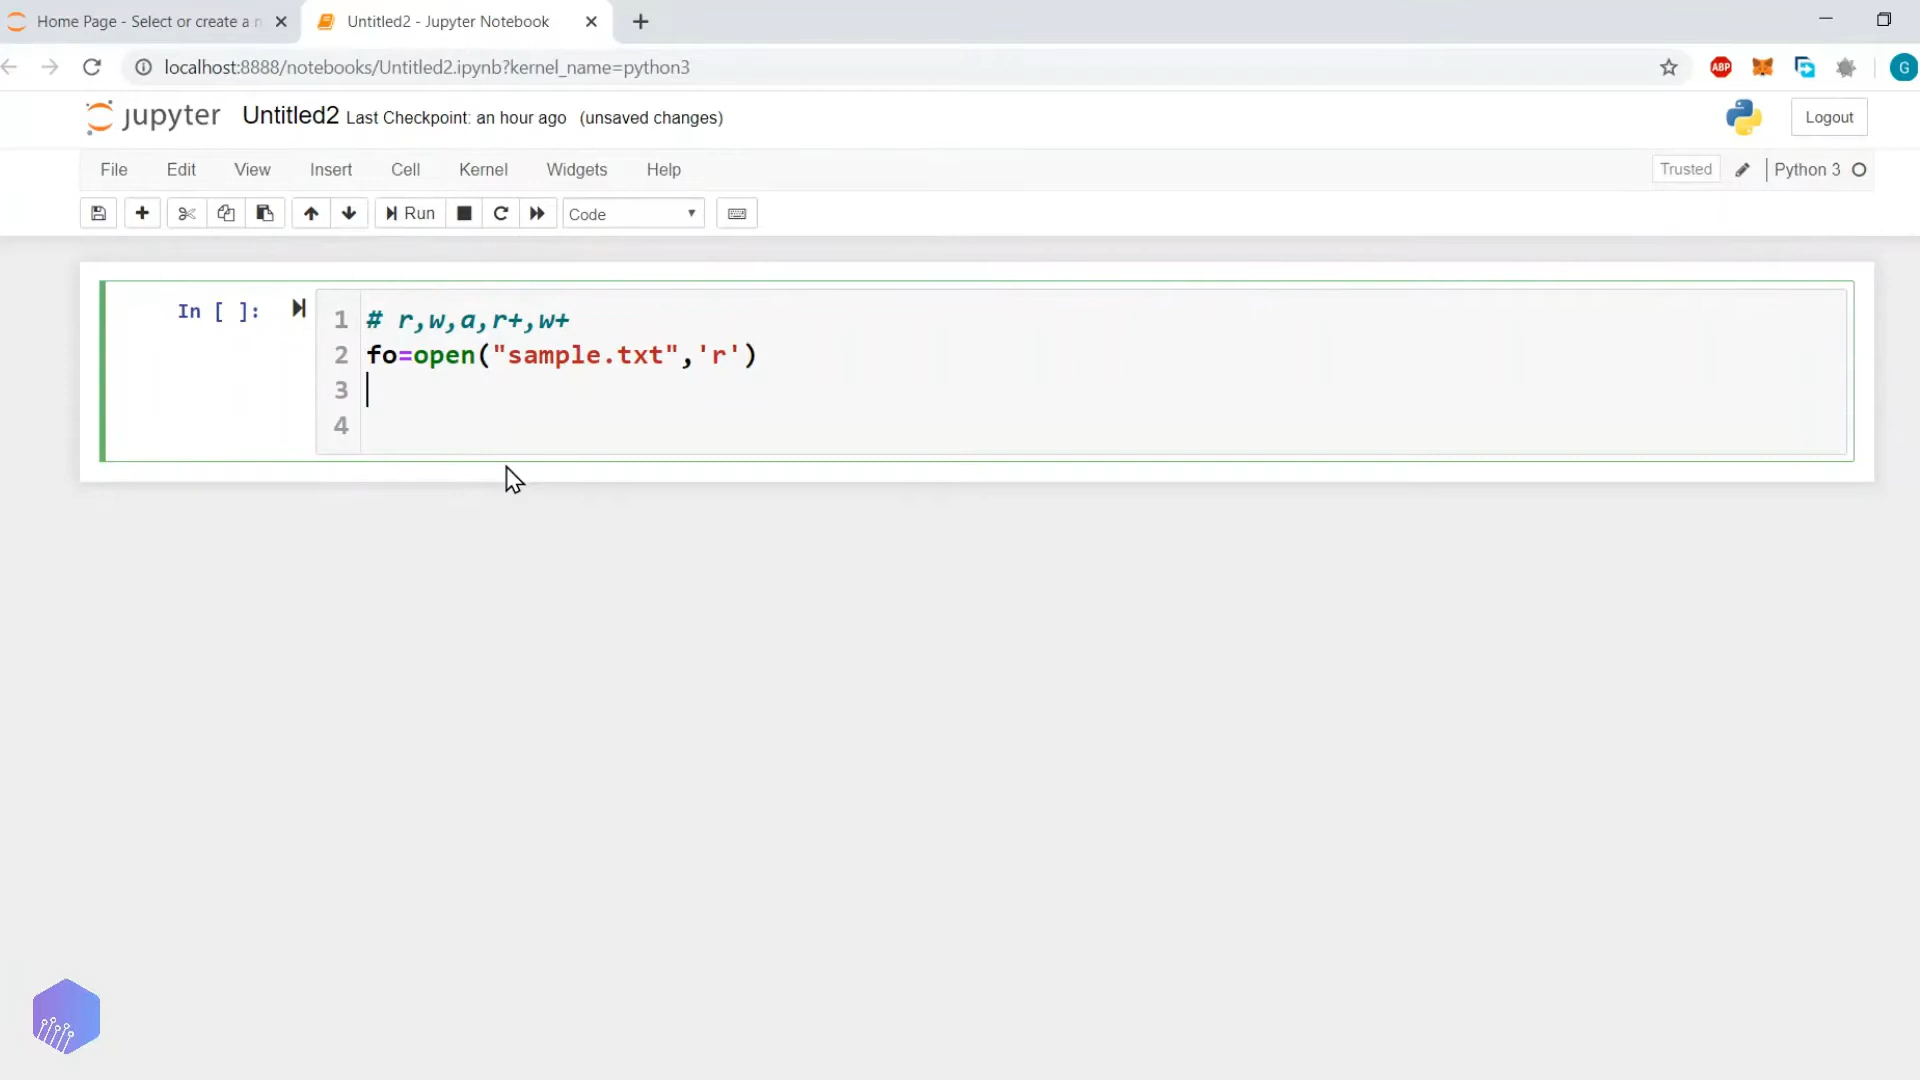 Home Page - Select or create a n
Untitled2 - Jupyter Notebook
localhost:8888/notebooks/Untitled2.ipynb?kernel_name=python3
ABP
G
jupyter Untitled2 Last Checkpoint: an hour ago (unsaved changes)
Logout
File Edit View Insert Cell Kernel Widgets Help
Trusted Python 3
Run Code
In [ ]:
1 # r,w,a,r+,w+
2 fo=open("sample.txt",'r')
3
4